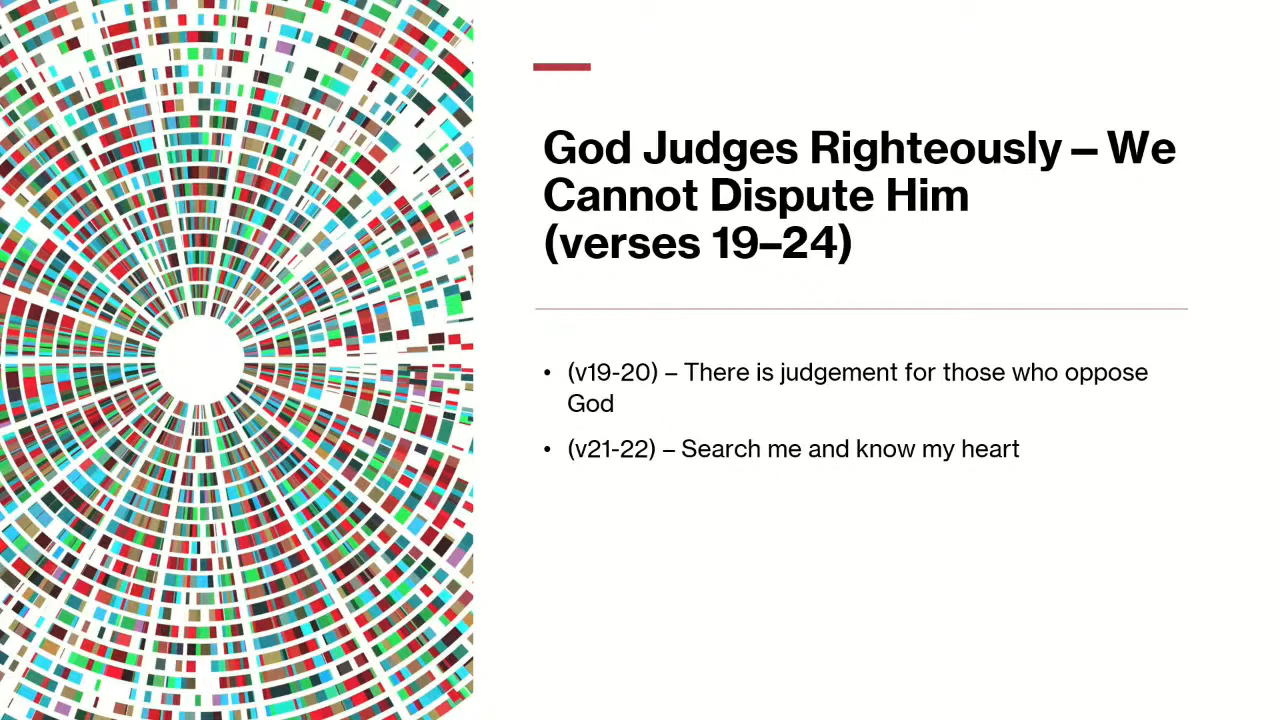 God Judges Righteously – We
Cannot Dispute Him
(verses 19–24)
• (v19-20) – There is judgement for those who oppose
God
• (v21-22) – Search me and know my heart